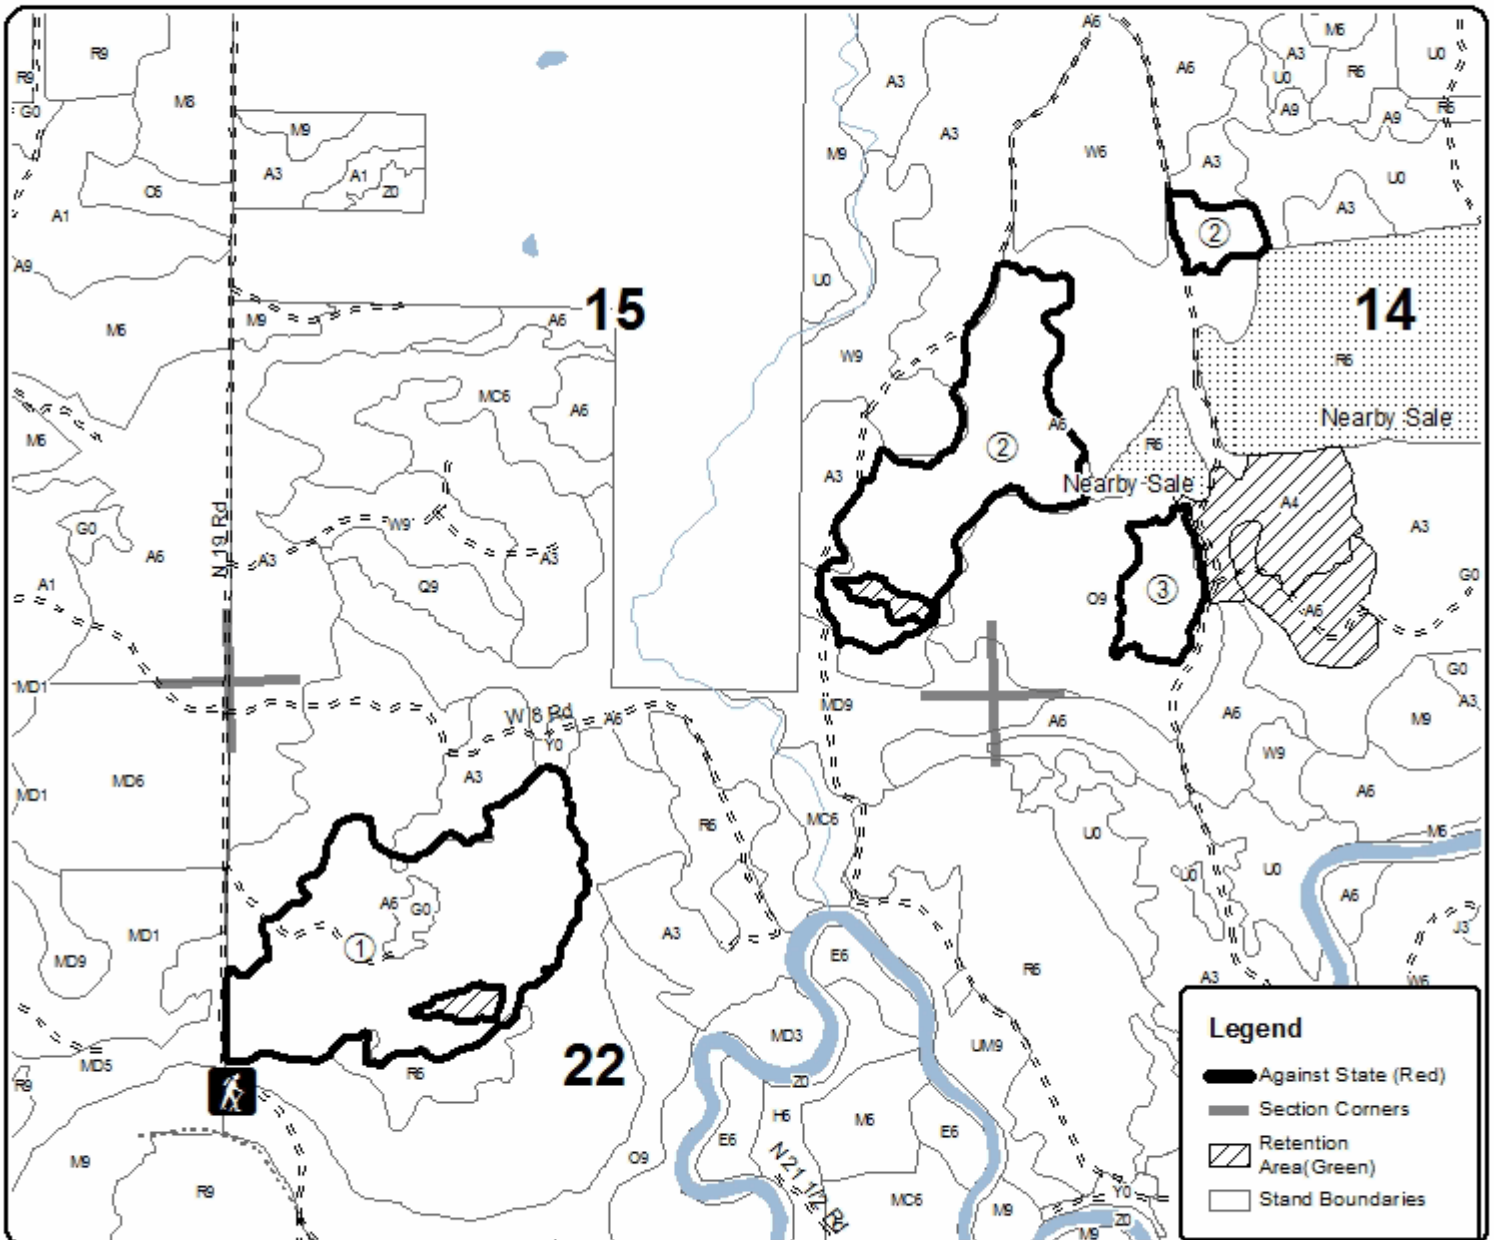 A6
M6
R9
A3
U0
R9
A3
U0
R6
A6
G0
M8
A9
R6
A9
M9
A3
W6
M9
A3
A3
A1
Z0
C6
U0
A3
A1
2
A9
U0
15
14
M9
A6
M6
W9
R6
MC6
A6
Nearby Sale
A6
M6
2
R6
A3
Nearby Sale
A4
N 19 Rd
G0
W9
A3
A6
A3
A3
G0
A1
Q9
3
O9
A6
G0
MD1
A3
MD9
W 8 Rd
A6
A6
A6
M9
Y0
W9
A3
MD6
MD1
A6
R6
MC6
U0
M6
U0
U0
A6
A6
G0
J3
MD1
A3
1
E6
MD9
R6
A3
W6
MD3
UM9
22
MD5
R6
R9
Z0
H6
M6
E6
E6
O9
M9
N 21 1/2 Rd
R9
MC6
Y0
M9
Z0
M9
Legend
Against State (Red)
Section Corners
Retention
Area(Green)
Stand Boundaries